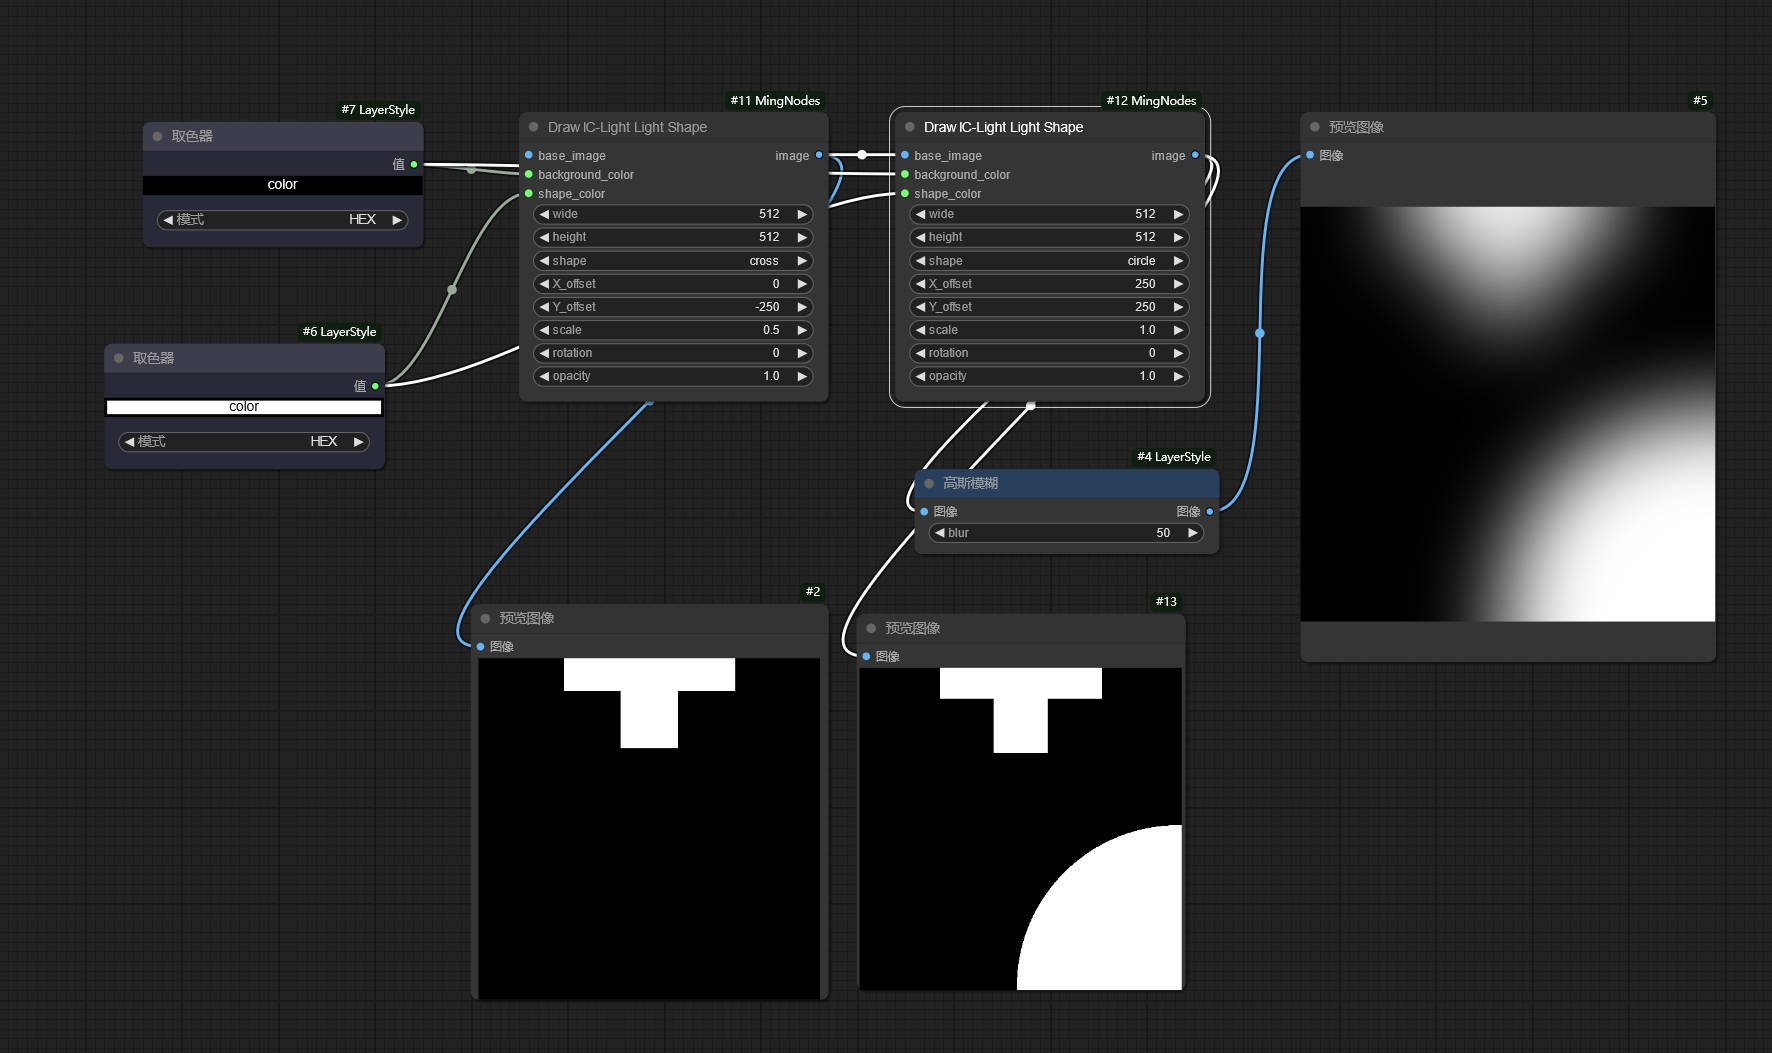 #7 LayerStyle
取色器
值
color
模式 HEX
#6 LayerStyle
取色器
值
color
模式 HEX
#11 MingNodes
Draw IC-Light Light Shape
base_image image
background_color
shape_color
wide 512
height 512
shape cross
X_offset 0
Y_offset -250
scale 0.5
rotation 0
opacity 1.0
#12 MingNodes
Draw IC-Light Light Shape
base_image image
background_color
shape_color
wide 512
height 512
shape circle
X_offset 250
Y_offset 250
scale 1.0
rotation 0
opacity 1.0
#4 LayerStyle
高斯模糊
图像 图像
blur 50
#5
预览图像
图像
#2
预览图像
图像
#13
预览图像
图像